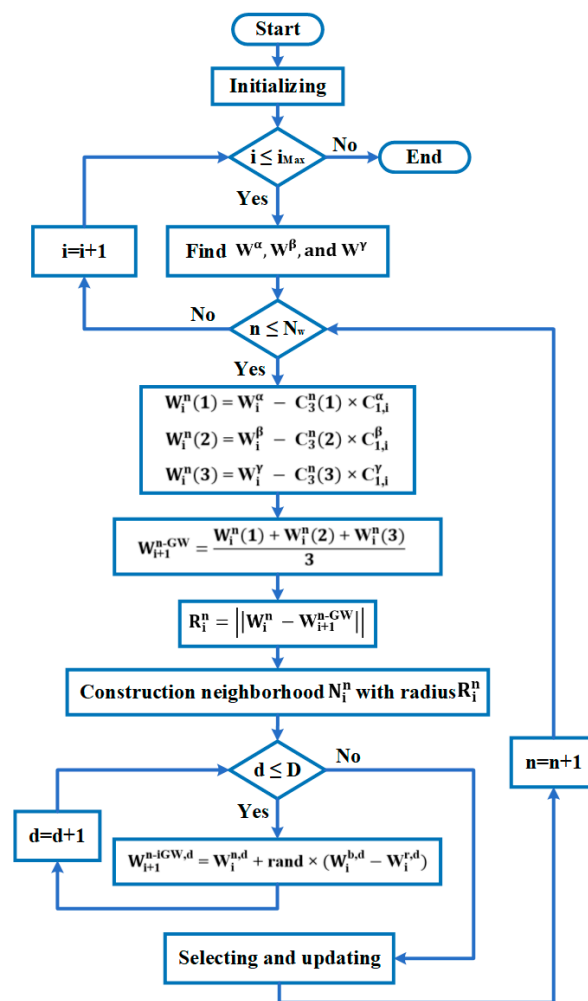 Start
Initializing
i ≤ iMax
No
End
Yes
i=i+1
Find W^α, W^β, and W^γ
No
n ≤ N_w
Yes
W_i^n(1) = W_i^α − C_3^n(1) × C_{1,i}^α
W_i^n(2) = W_i^β − C_3^n(2) × C_{1,i}^β
W_i^n(3) = W_i^γ − C_3^n(3) × C_{1,i}^γ
W_{i+1}^{n-GW} = (W_i^n(1) + W_i^n(2) + W_i^n(3)) / 3
R_i^n = ||W_i^n − W_{i+1}^{n-GW}||
Construction neighborhood N_i^n with radius R_i^n
d ≤ D
No
n=n+1
Yes
d=d+1
W_{i+1}^{n-iGW,d} = W_i^{n,d} + rand × (W_i^{b,d} − W_i^{r,d})
Selecting and updating